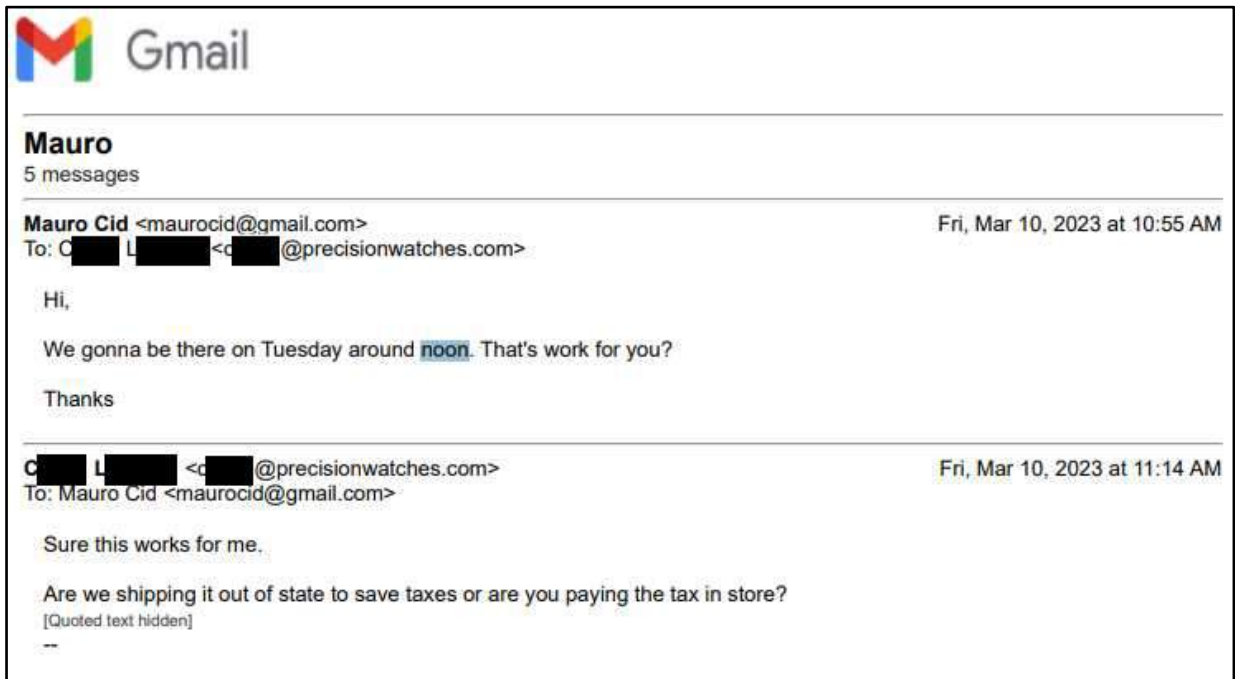 Gmail
Mauro
5 messages
Mauro Cid <maurocid@gmail.com> Fri, Mar 10, 2023 at 10:55 AM
To: C L <c @precisionwatches.com>
Hi,
We gonna be there on Tuesday around noon. That's work for you?
Thanks
C L <c @precisionwatches.com> Fri, Mar 10, 2023 at 11:14 AM
To: Mauro Cid <maurocid@gmail.com>
Sure this works for me.
Are we shipping it out of state to save taxes or are you paying the tax in store?
[Quoted text hidden]
--